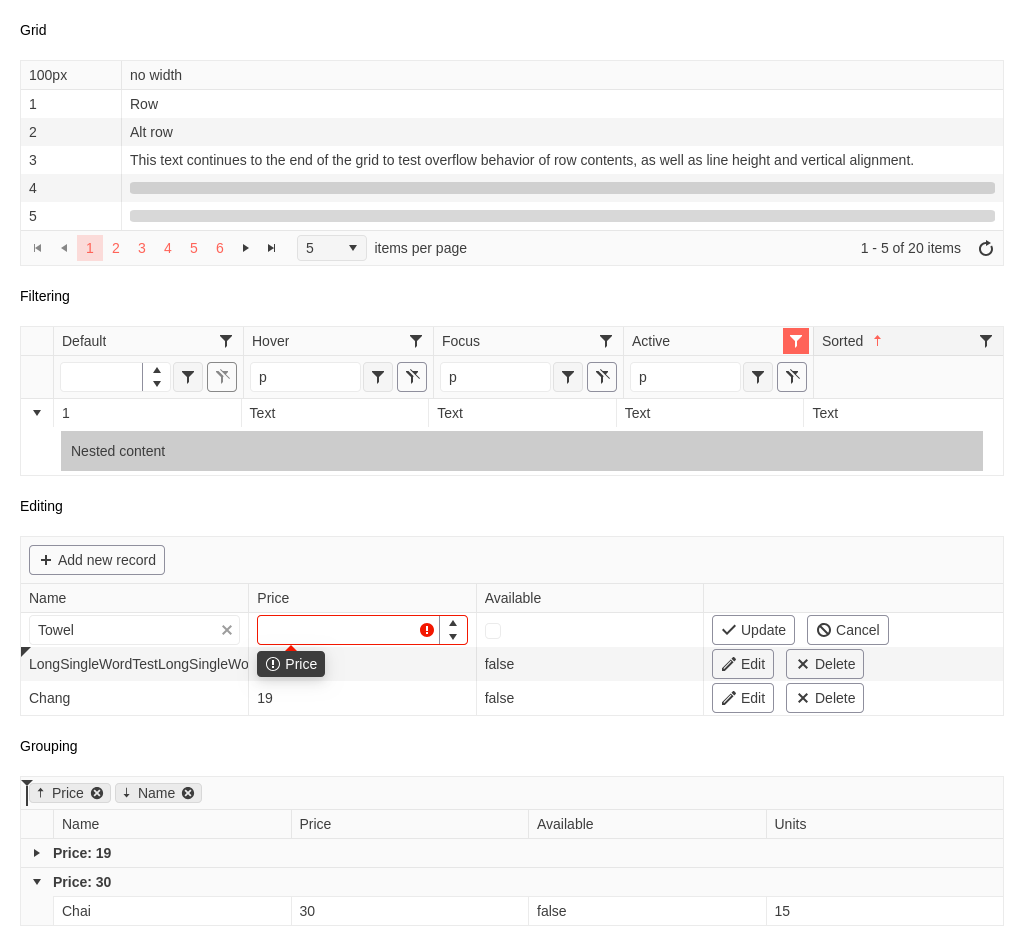 Grid
100px no width
1 Row
2 Alt row
3 This text continues to the end of the grid to test overflow behavior of row contents, as well as line height and vertical alignment.
4
5
1 2 3 4 5 6 5 items per page 1 - 5 of 20 items
Filtering
Default Hover Focus Active Sorted
p p p
1 Text Text Text Text
Nested content
Editing
Add new record
Name Price Available
Towel Update Cancel
LongSingleWordTestLongSingleWo Price false Edit Delete
Chang 19 false Edit Delete
Grouping
Price Name
Name Price Available Units
Price: 19
Price: 30
Chai 30 false 15